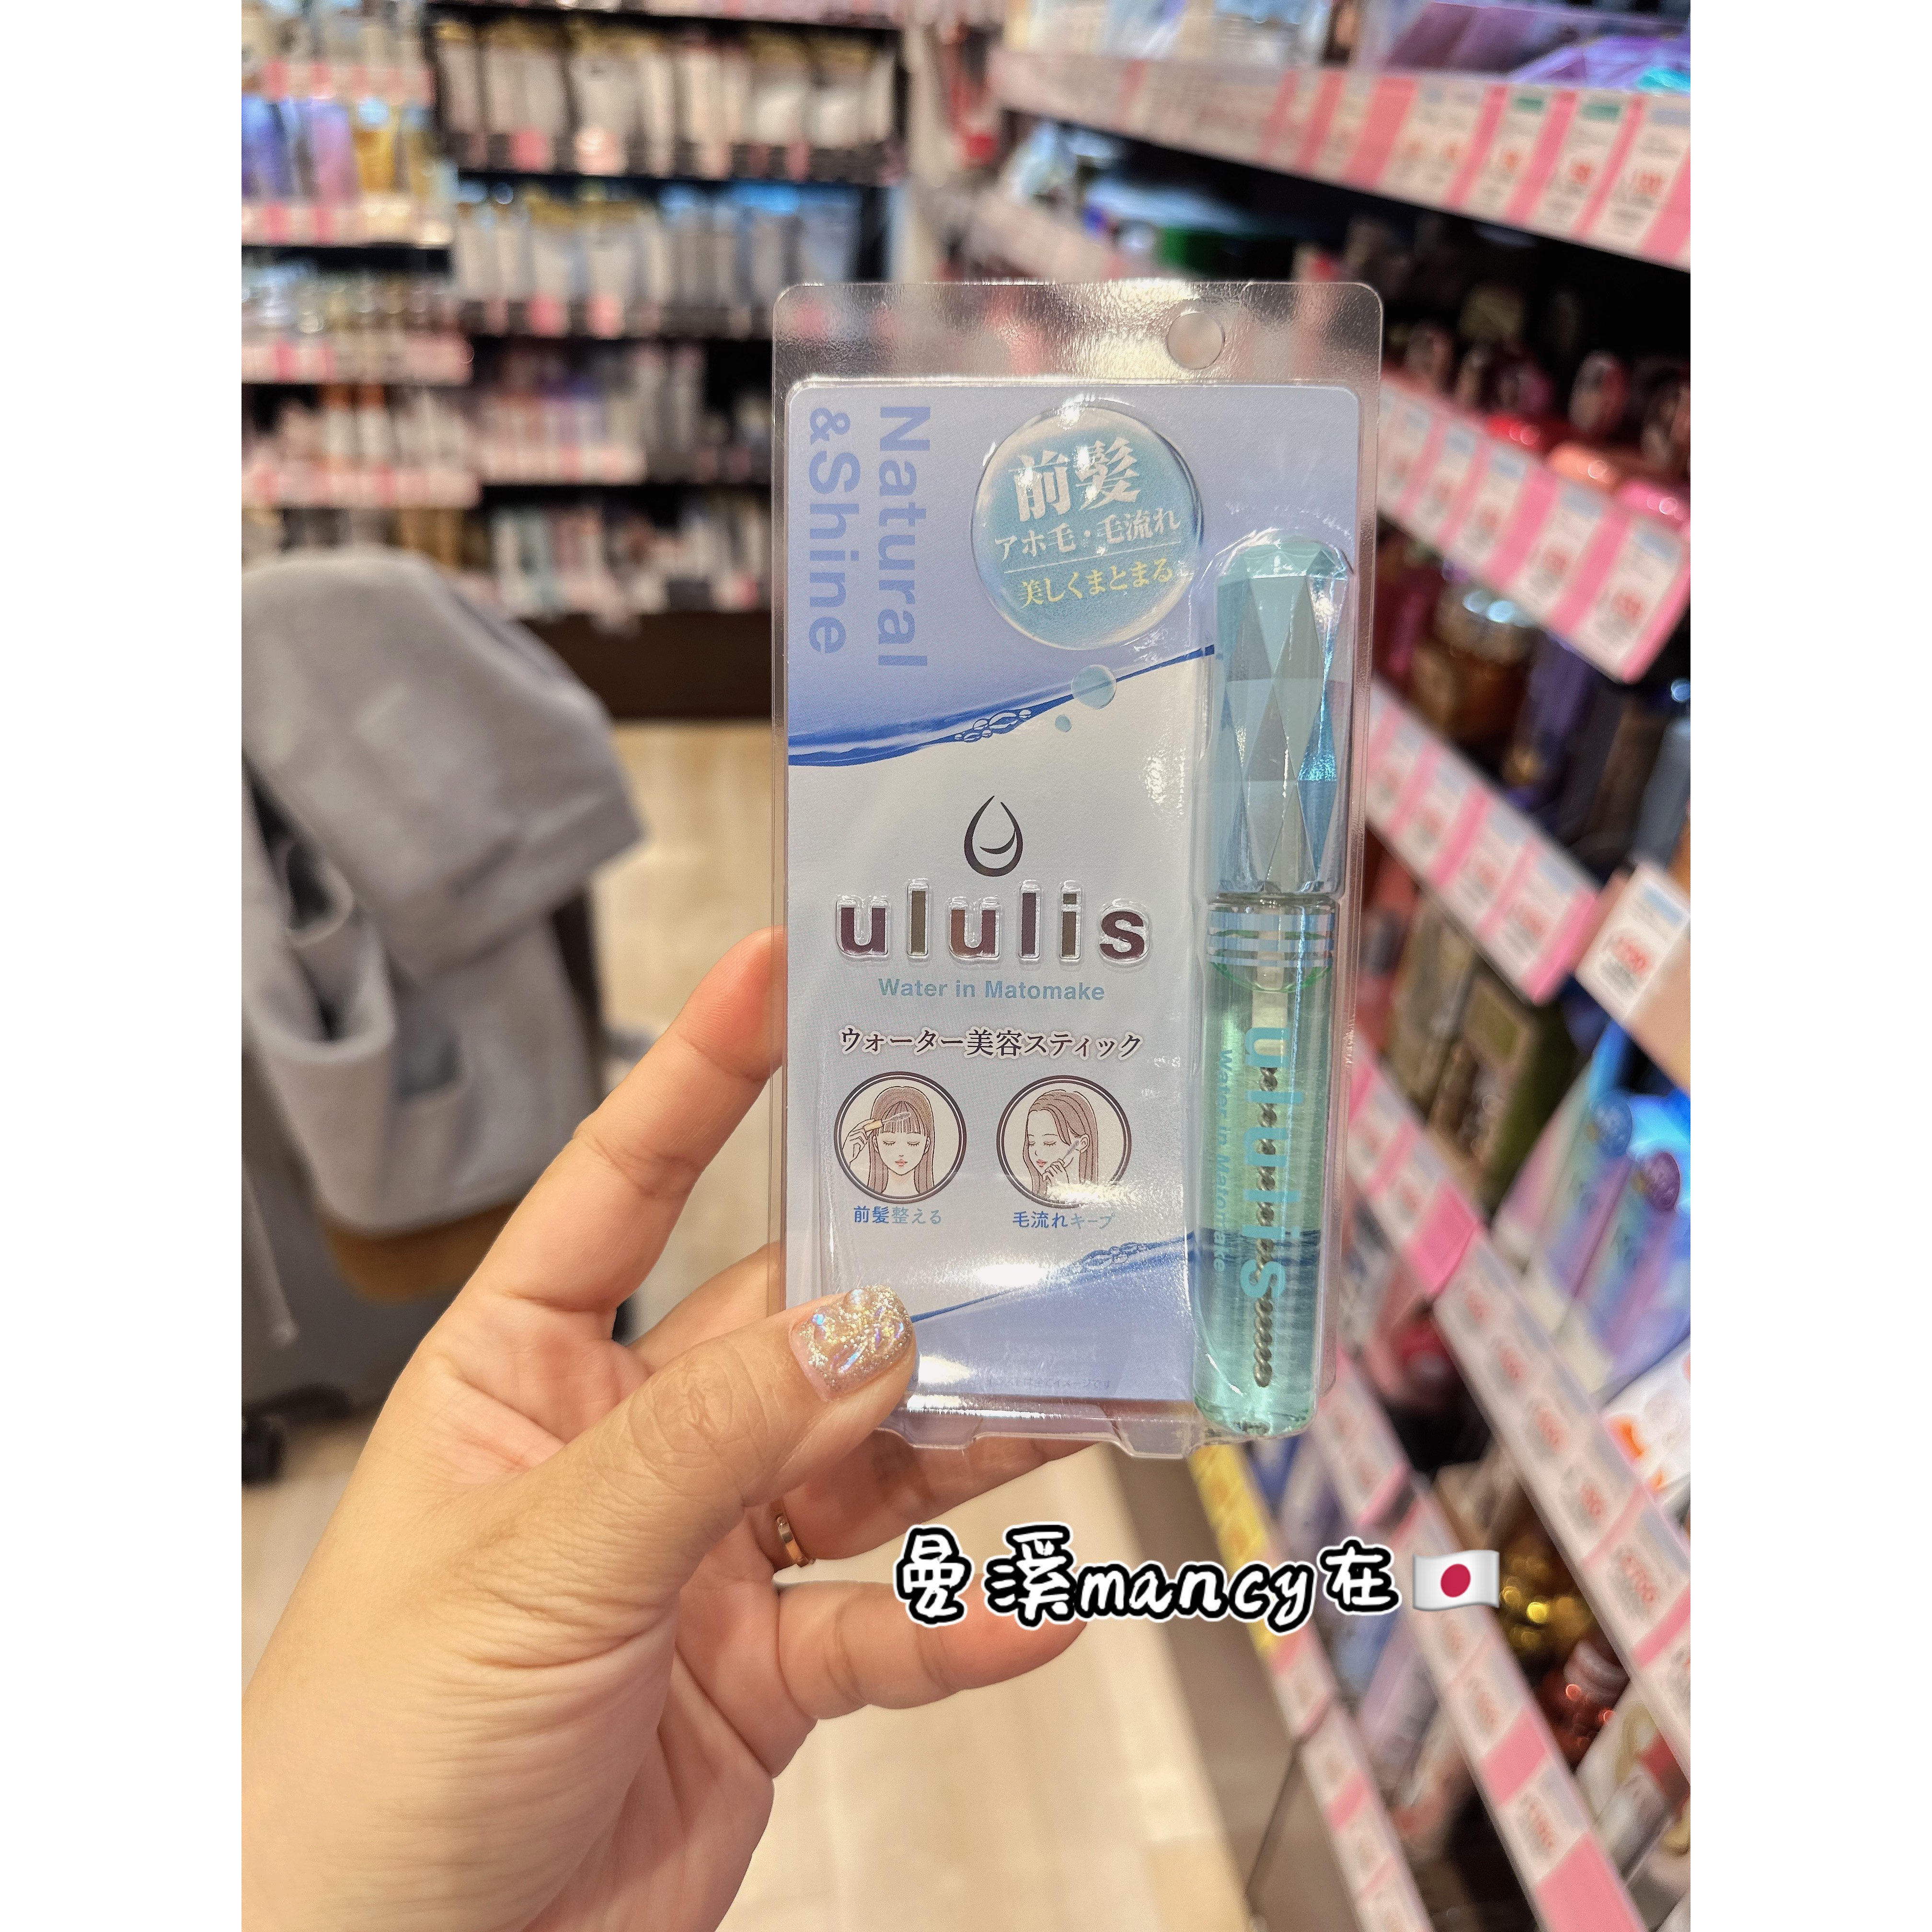 Natural
&Shine
前髪
アホ毛・毛流れ
美しくまとまる
ululis
Water in Matomake
ウォーター美容スティック
前髪整える
毛流れキープ
ululis
Water in Matomake
曼溪mancy在🇯🇵